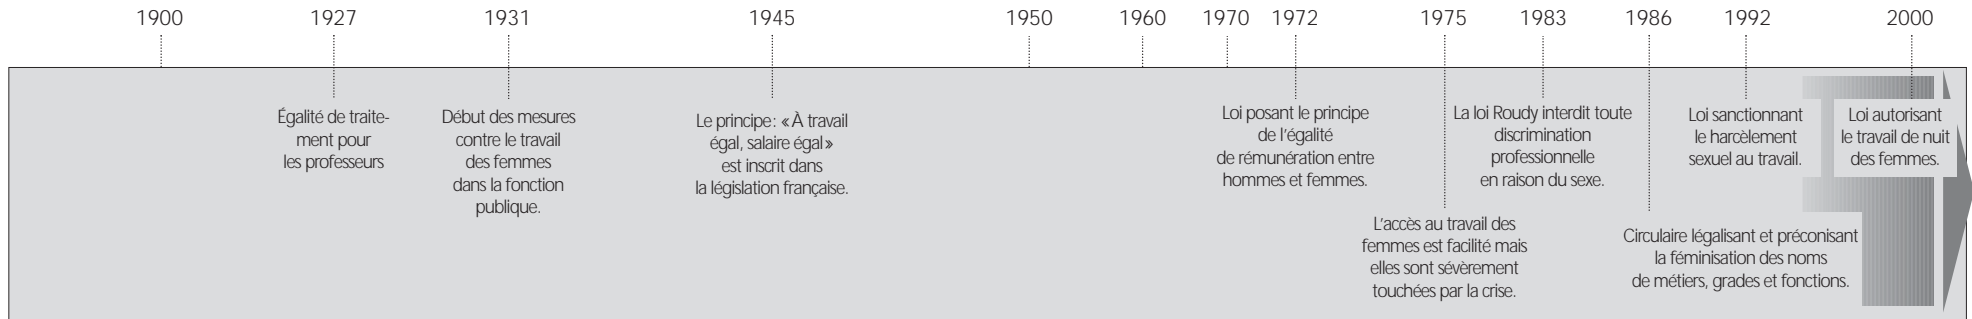 1900 1927 1931 1945 1950 1960 1970 1972 1975 1983 1986 1992 2000
Égalité de traite-
ment pour
les professeurs
Début des mesures
contre le travail
des femmes
dans la fonction
publique.
Le principe: «À travail
égal, salaire égal»
est inscrit dans
la législation française.
Loi posant le principe
de l'égalité
de rémunération entre
hommes et femmes.
L'accès au travail des
femmes est facilité mais
elles sont sévèrement
touchées par la crise.
La loi Roudy interdit toute
discrimination
professionnelle
en raison du sexe.
Circulaire légalisant et préconisant
la féminisation des noms
de métiers, grades et fonctions.
Loi sanctionnant
le harcèlement
sexuel au travail.
Loi autorisant
le travail de nuit
des femmes.